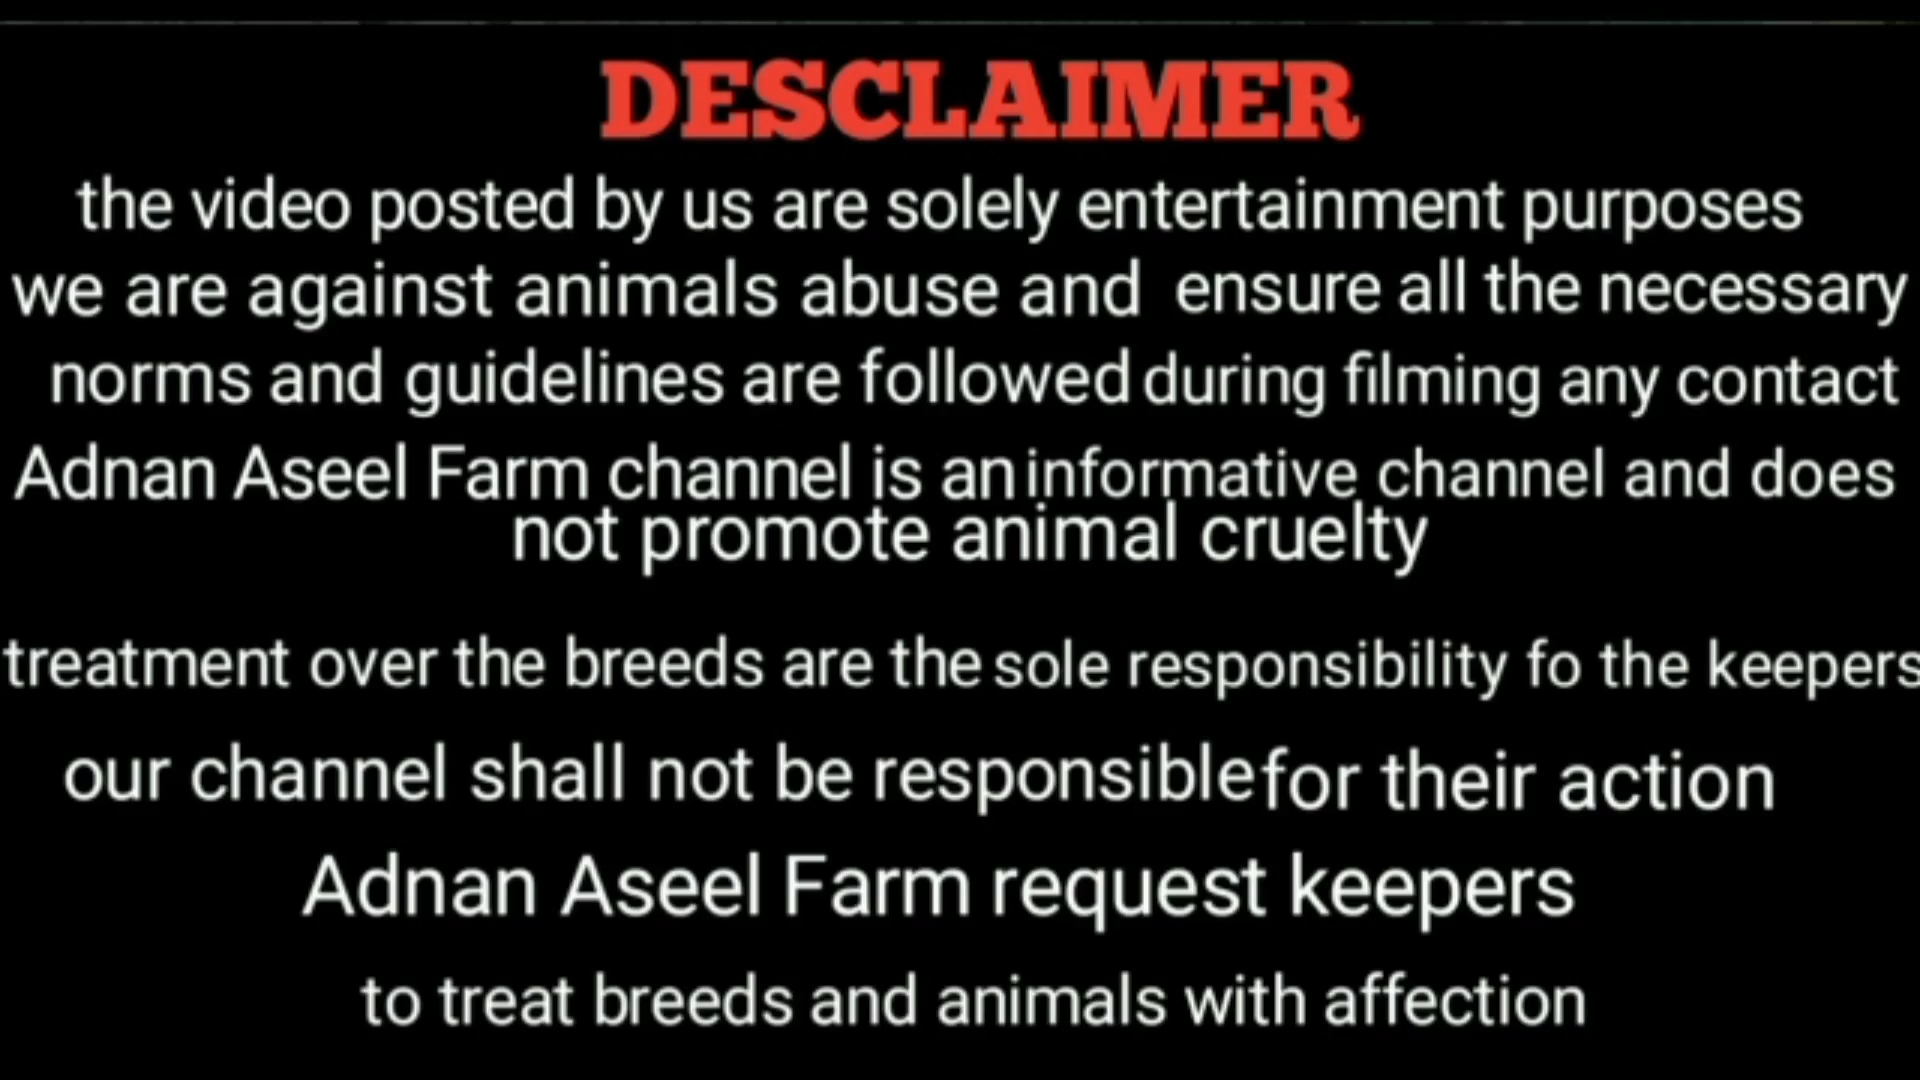 DESCLAIMER
the video posted by us are solely entertainment purposes
we are against animals abuse and ensure all the necessary
norms and guidelines are followed during filming any contact
Adnan Aseel Farm channel is an informative channel and does
not promote animal cruelty
treatment over the breeds are the sole responsibility fo the keepers
our channel shall not be responsible for their action
Adnan Aseel Farm request keepers
to treat breeds and animals with affection